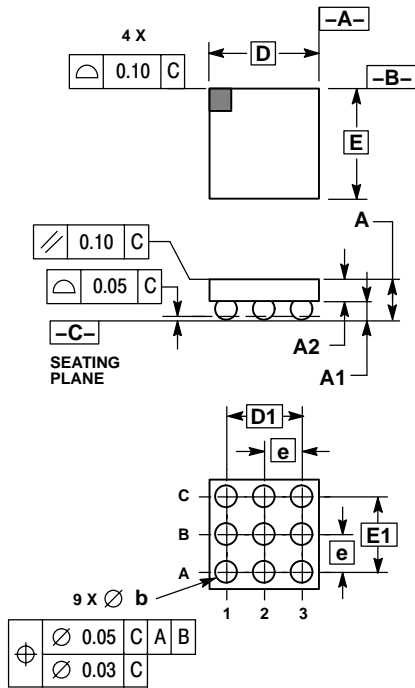 4 X
–A–
D
⌓ 0.10 C
–B–
E
A
⫽ 0.10 C
⌓ 0.05 C
–C–
A2
SEATING
PLANE
A1
D1
e
C
B
E1
e
A
9 X ∅ b
1 2 3
⌖ ∅ 0.05 C A B
∅ 0.03 C